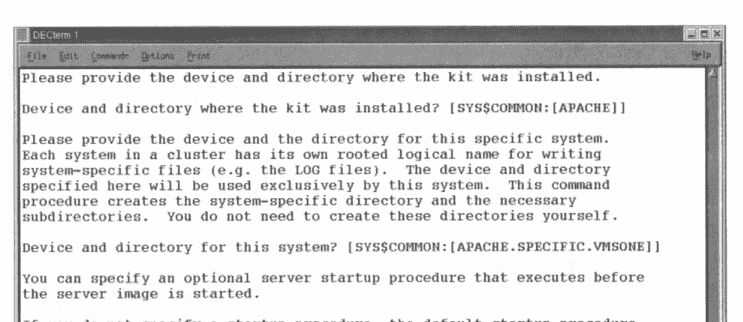 DECterm 1
File Edit Commands Options Print Help
Please provide the device and directory where the kit was installed.
Device and directory where the kit was installed? [SYS$COMMON:[APACHE]]
Please provide the device and the directory for this specific system.
Each system in a cluster has its own rooted logical name for writing
system-specific files (e.g. the LOG files).  The device and directory
specified here will be used exclusively by this system.  This command
procedure creates the system-specific directory and the necessary
subdirectories.  You do not need to create these directories yourself.
Device and directory for this system? [SYS$COMMON:[APACHE.SPECIFIC.VMSONE]]
You can specify an optional server startup procedure that executes before
the server image is started.